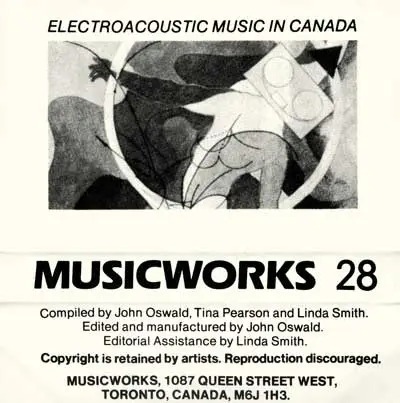 ELECTROACOUSTIC MUSIC IN CANADA
MUSICWORKS 28
Compiled by John Oswald, Tina Pearson and Linda Smith.
Edited and manufactured by John Oswald.
Editorial Assistance by Linda Smith.
Copyright is retained by artists. Reproduction discouraged.
MUSICWORKS, 1087 QUEEN STREET WEST,
TORONTO, CANADA, M6J 1H3.